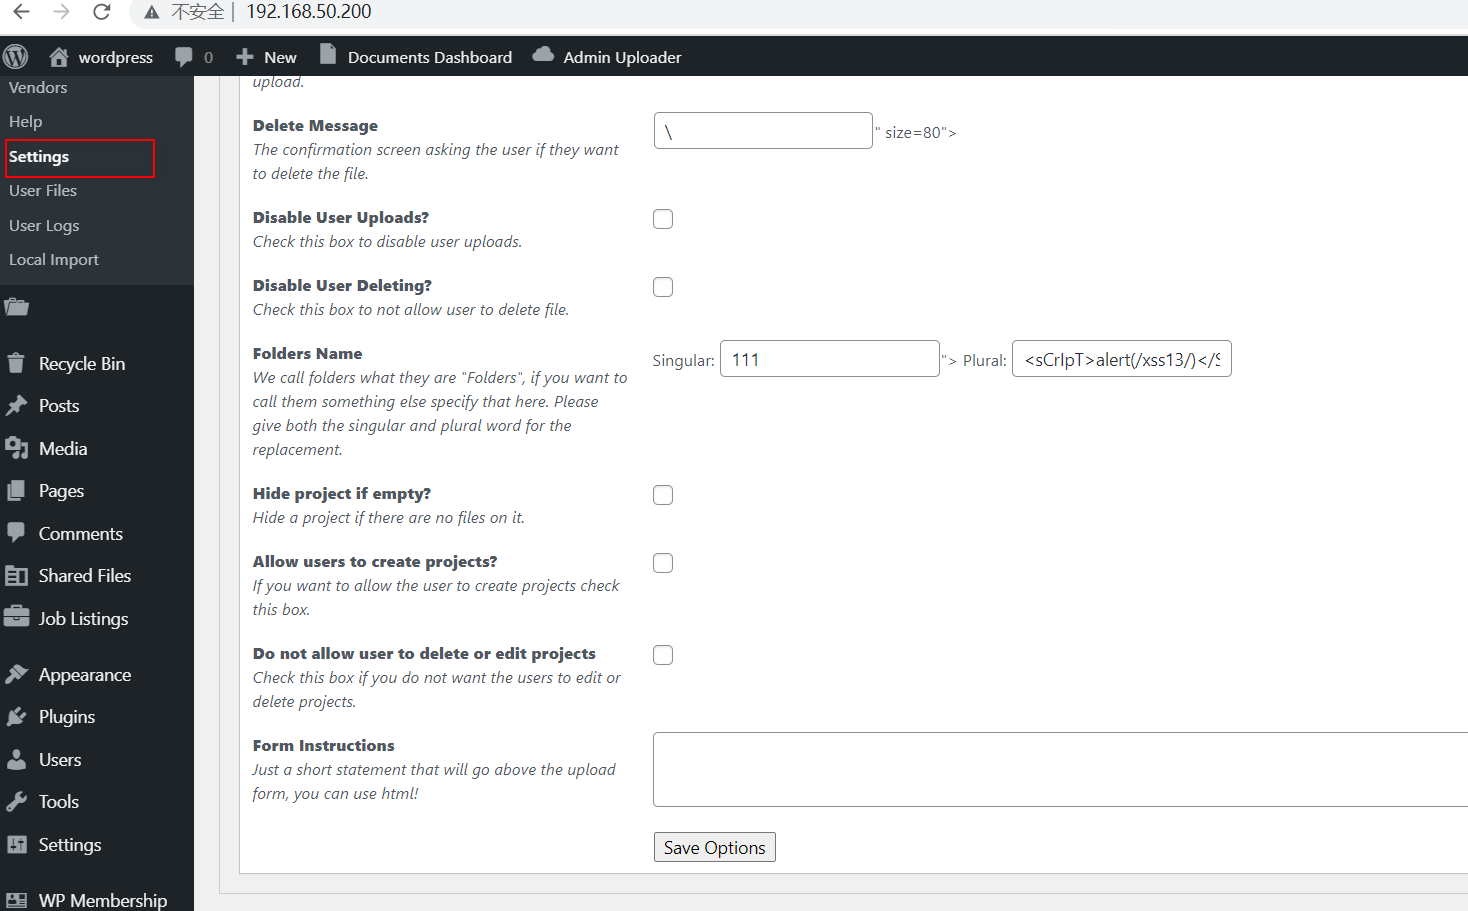 不安全 | 192.168.50.200
wordpress 0 New Documents Dashboard Admin Uploader
Vendors
Help
Settings
User Files
User Logs
Local Import
Recycle Bin
Posts
Media
Pages
Comments
Shared Files
Job Listings
Appearance
Plugins
Users
Tools
Settings
WP Membership
upload.
Delete Message
The confirmation screen asking the user if they want
to delete the file.
\ " size=80">
Disable User Uploads?
Check this box to disable user uploads.
Disable User Deleting?
Check this box to not allow user to delete file.
Folders Name
We call folders what they are "Folders", if you want to
call them something else specify that here. Please
give both the singular and plural word for the
replacement.
Singular: 111 "> Plural: <sCrIpT>alert(/xss13/)</S
Hide project if empty?
Hide a project if there are no files on it.
Allow users to create projects?
If you want to allow the user to create projects check
this box.
Do not allow user to delete or edit projects
Check this box if you do not want the users to edit or
delete projects.
Form Instructions
Just a short statement that will go above the upload
form, you can use html!
Save Options